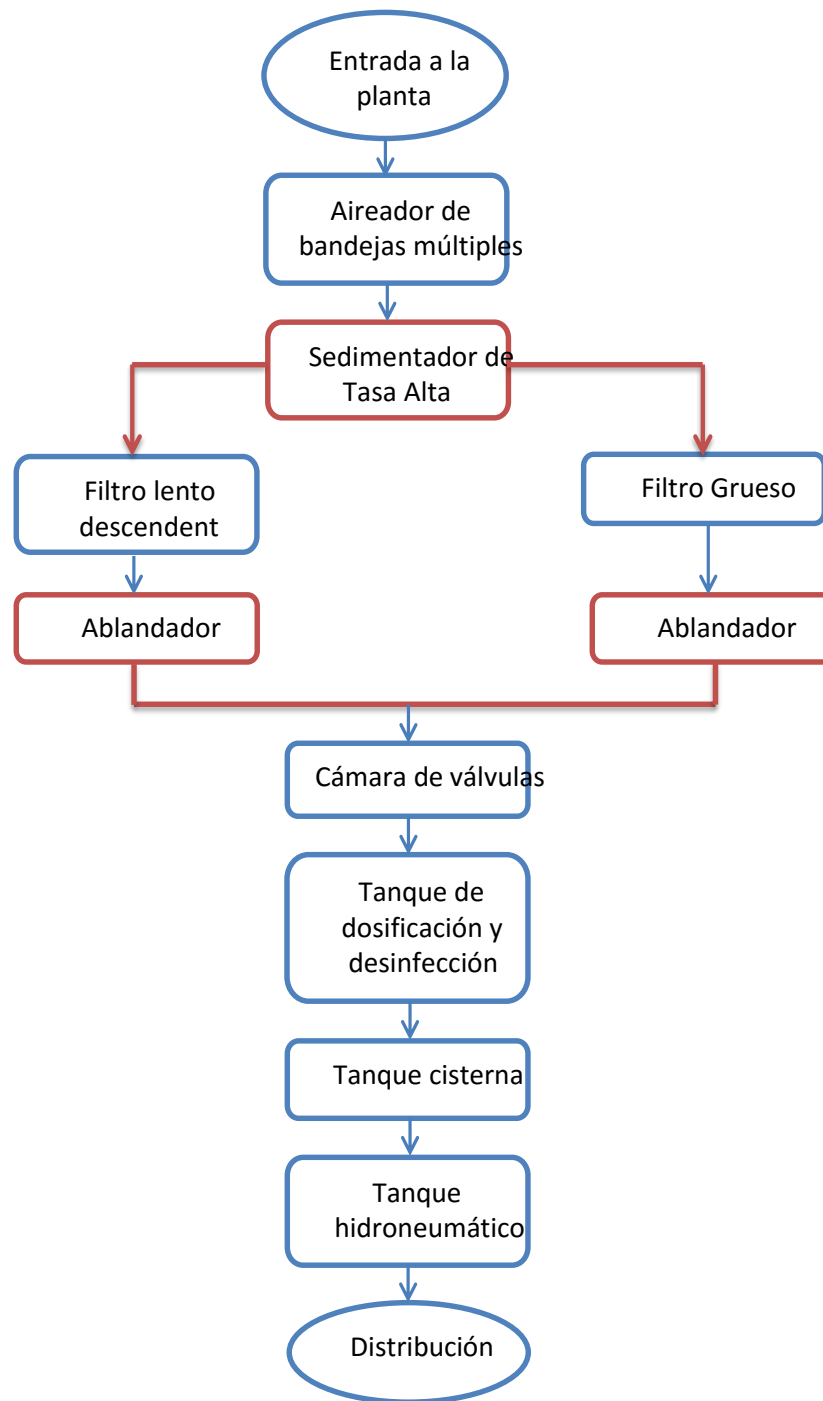 Entrada a la
planta
Aireador de
bandejas múltiples
Sedimentador de
Tasa Alta
Filtro lento
descendent
Filtro Grueso
Ablandador
Ablandador
Cámara de válvulas
Tanque de
dosificación y
desinfección
Tanque cisterna
Tanque
hidroneumático
Distribución